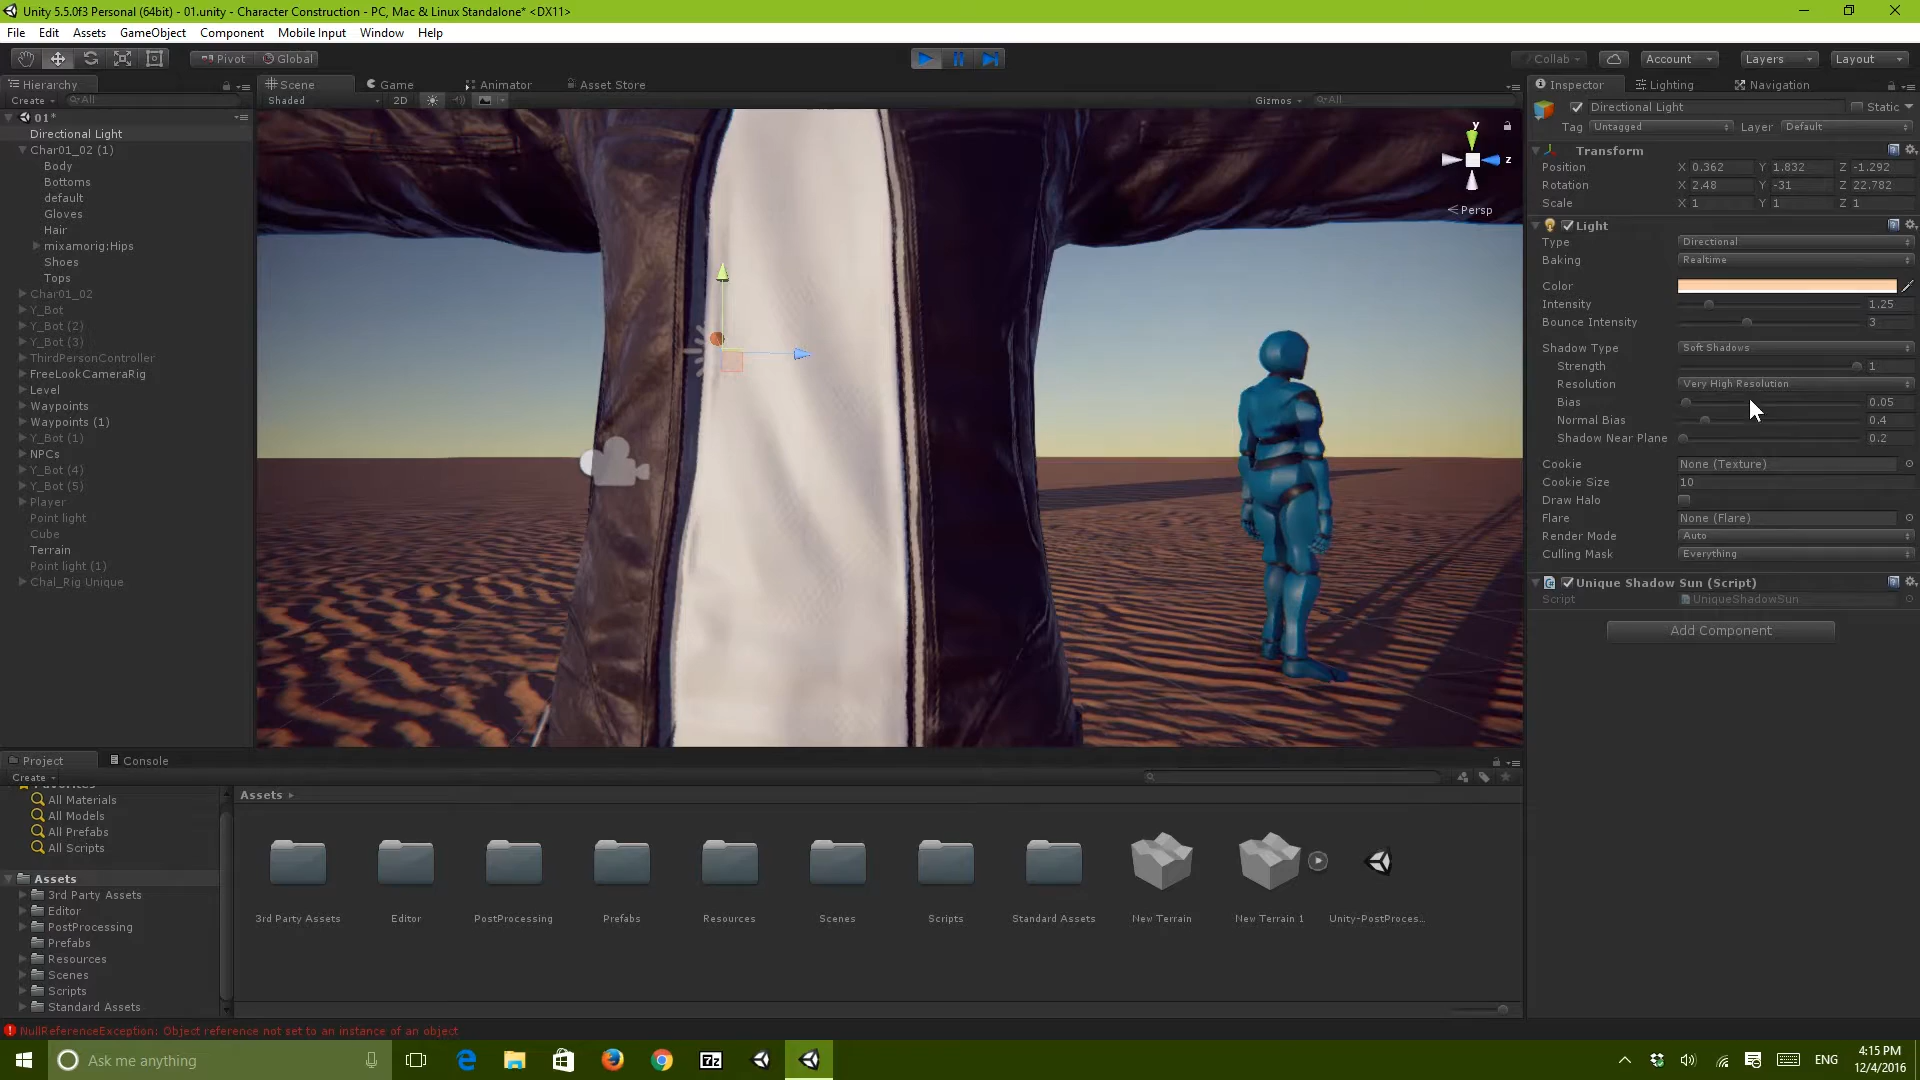 Unity 5.5.0f3 Personal (64bit) - 01.unity - Character Construction - PC, Mac & Linux Standalone* <DX11>
File Edit Assets GameObject Component Mobile Input Window Help
Pivot Global Collab Account Layers Layout
Hierarchy
Create All
01*
Directional Light
Char01_02 (1)
Body
Bottoms
default
Gloves
Hair
mixamorig:Hips
Shoes
Tops
Char01_02
Y_Bot
Y_Bot (2)
Y_Bot (3)
ThirdPersonController
FreeLookCameraRig
Level
Waypoints
Waypoints (1)
Y_Bot (1)
NPCs
Y_Bot (4)
Y_Bot (5)
Player
Point light
Cube
Terrain
Point light (1)
Chal_Rig Unique
Scene Game Animator Asset Store
Shaded 2D Gizmos All
y
z
Persp
Inspector Lighting Navigation
Directional Light Static
Tag Untagged Layer Default
Transform
Position X 0.362 Y 1.832 Z -1.292
Rotation X 2.48 Y -31 Z 22.782
Scale X 1 Y 1 Z 1
Light
Type Directional
Baking Realtime
Color
Intensity 1.25
Bounce Intensity 3
Shadow Type Soft Shadows
Strength 1
Resolution Very High Resolution
Bias 0.05
Normal Bias 0.4
Shadow Near Plane 0.2
Cookie None (Texture)
Cookie Size 10
Draw Halo
Flare None (Flare)
Render Mode Auto
Culling Mask Everything
Unique Shadow Sun (Script)
Script UniqueShadowSun
Add Component
Project Console
Create
Favorites
All Materials
All Models
All Prefabs
All Scripts
Assets
3rd Party Assets
Editor
PostProcessing
Prefabs
Resources
Scenes
Scripts
Standard Assets
Assets
3rd Party Assets Editor PostProcessing Prefabs Resources Scenes Scripts Standard Assets New Terrain New Terrain 1 Unity-PostProces...
NullReferenceException: Object reference not set to an instance of an object
Ask me anything
7z
ENG
4:15 PM
12/4/2016